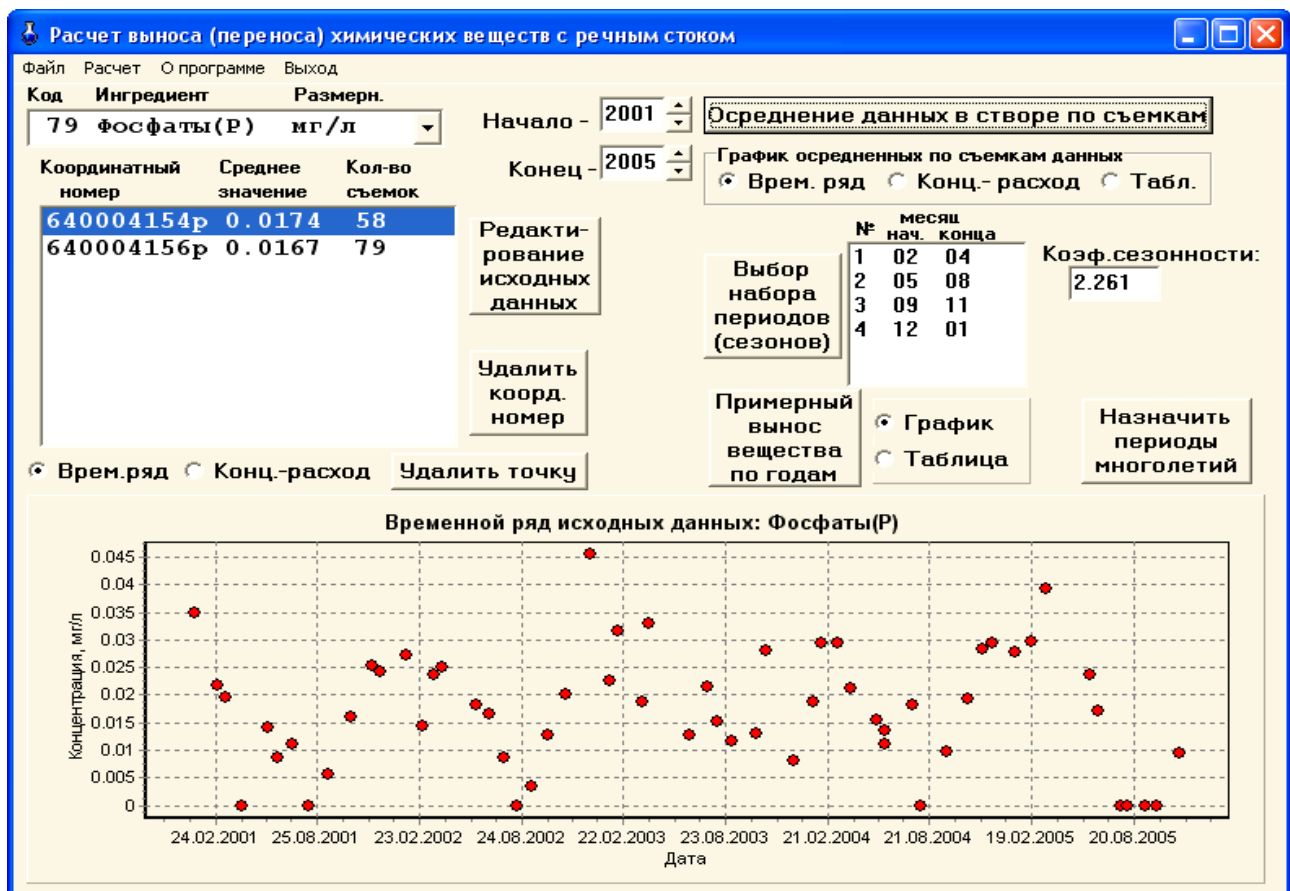 Расчет выноса (переноса) химических веществ с речным стоком
Файл Расчет О программе Выход
Код Ингредиент Размерн.
79 Фосфаты(P) мг/л
Начало - 2001
Осреднение данных в створе по съемкам
Конец - 2005
График осредненных по съемкам данных
Врем. ряд Конц.- расход Табл.
Координатный номер
Среднее значение
Кол-во съемок
640004154р 0.0174 58
640004156р 0.0167 79
Редакти-
рование
исходных
данных
Удалить
коорд.
номер
Выбор
набора
периодов
(сезонов)
№ месяц
нач. конца
1 02 04
2 05 08
3 09 11
4 12 01
Коэф.сезонности:
2.261
Примерный
вынос
вещества
по годам
График
Таблица
Назначить
периоды
многолетий
Врем.ряд Конц.-расход Удалить точку
Временной ряд исходных данных: Фосфаты(P)
Концентрация, мг/л
0.045
0.04
0.035
0.03
0.025
0.02
0.015
0.01
0.005
0
24.02.2001 25.08.2001 23.02.2002 24.08.2002 22.02.2003 23.08.2003 21.02.2004 21.08.2004 19.02.2005 20.08.2005
Дата